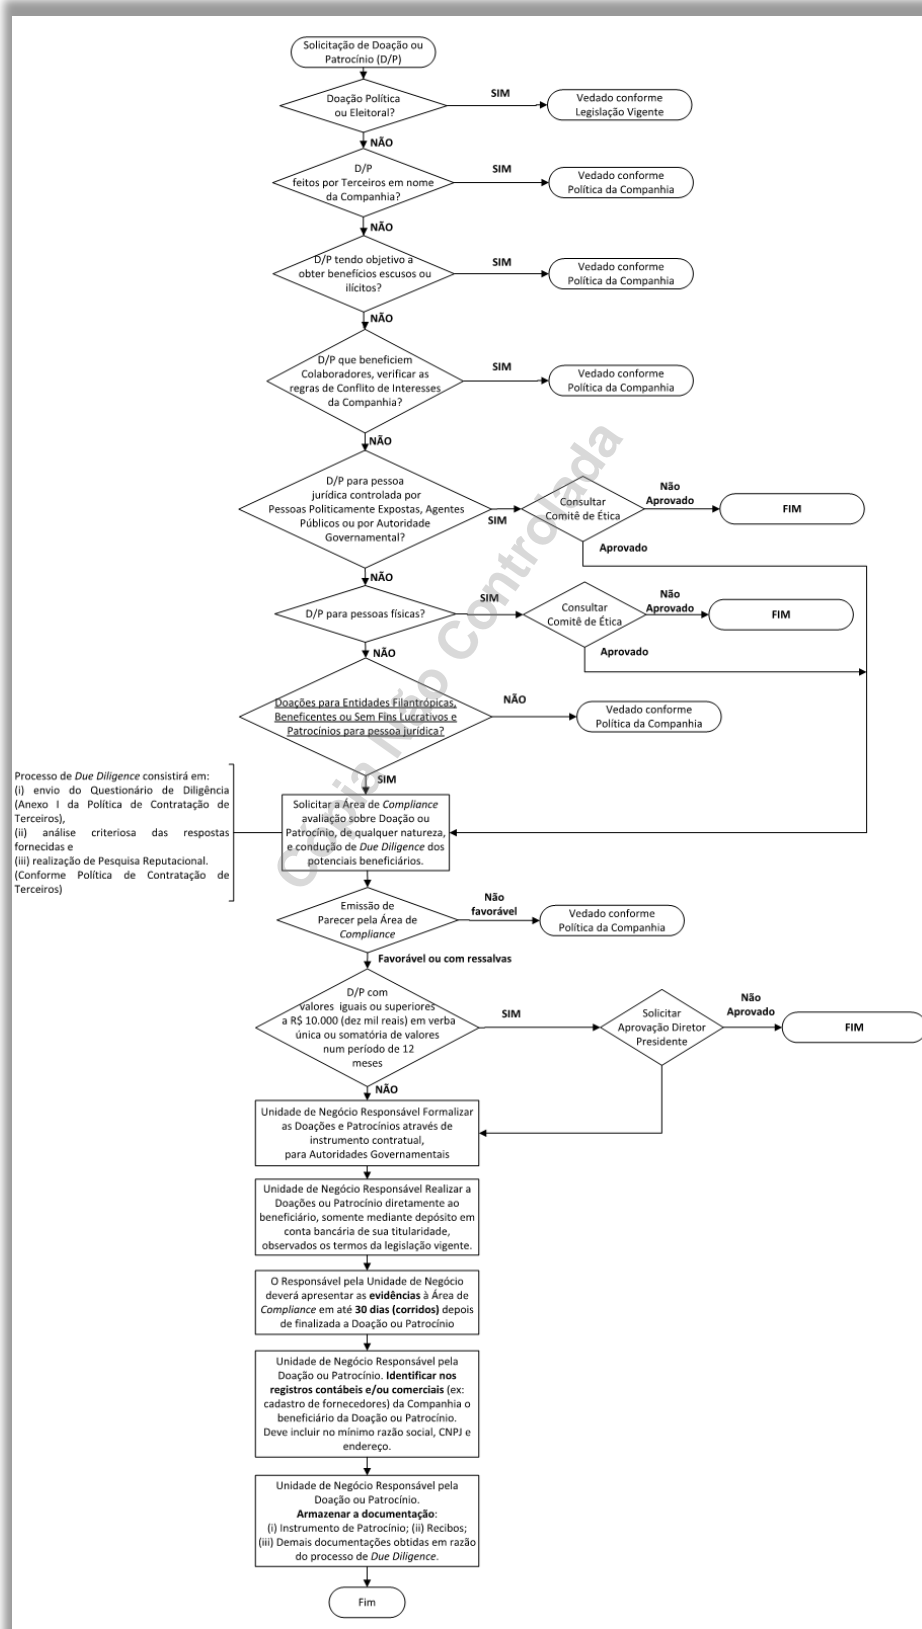 Solicitação de Doação ou
Patrocínio (D/P)
Doação Política
ou Eleitoral?
SIM
Vedado conforme
Legislação Vigente
NÃO
D/P
feitos por Terceiros em nome
da Companhia?
SIM
Vedado conforme
Política da Companhia
NÃO
D/P tendo objetivo a
obter benefícios escusos ou
ilícitos?
SIM
Vedado conforme
Política da Companhia
NÃO
D/P que beneficiem
Colaboradores, verificar as
regras de Conflito de Interesses
da Companhia?
SIM
Vedado conforme
Política da Companhia
NÃO
D/P para pessoa
jurídica controlada por
Pessoas Politicamente Expostas, Agentes
Públicos ou por Autoridade
Governamental?
SIM
Consultar
Comitê de Ética
Não
Aprovado
FIM
Aprovado
NÃO
D/P para pessoas físicas?
SIM
Consultar
Comitê de Ética
Não
Aprovado
FIM
Aprovado
NÃO
Doações para Entidades Filantrópicas,
Beneficentes ou Sem Fins Lucrativos e
Patrocínios para pessoa jurídica?
NÃO
Vedado conforme
Política da Companhia
SIM
Processo de Due Diligence consistirá em:
(i) envio do Questionário de Diligência
(Anexo I da Política de Contratação de
Terceiros),
(ii) análise criteriosa das respostas
fornecidas e
(iii) realização de Pesquisa Reputacional.
(Conforme Política de Contratação de
Terceiros)
Solicitar a Área de Compliance
avaliação sobre Doação ou
Patrocínio, de qualquer natureza,
e condução de Due Diligence dos
potenciais beneficiários.
Emissão de
Parecer pela Área de
Compliance
Não
favorável
Vedado conforme
Política da Companhia
Favorável ou com ressalvas
D/P com
valores iguais ou superiores
a R$ 10.000 (dez mil reais) em verba
única ou somatória de valores
num período de 12
meses
SIM
Solicitar
Aprovação Diretor
Presidente
Não
Aprovado
FIM
NÃO
Unidade de Negócio Responsável Formalizar
as Doações e Patrocínios através de
instrumento contratual,
para Autoridades Governamentais
Unidade de Negócio Responsável Realizar a
Doações ou Patrocínio diretamente ao
beneficiário, somente mediante depósito em
conta bancária de sua titularidade,
observados os termos da legislação vigente.
O Responsável pela Unidade de Negócio
deverá apresentar as evidências à Área de
Compliance em até 30 dias (corridos) depois
de finalizada a Doação ou Patrocínio
Unidade de Negócio Responsável pela
Doação ou Patrocínio. Identificar nos
registros contábeis e/ou comerciais (ex:
cadastro de fornecedores) da Companhia o
beneficiário da Doação ou Patrocínio.
Deve incluir no mínimo razão social, CNPJ e
endereço.
Unidade de Negócio Responsável pela
Doação ou Patrocínio.
Armazenar a documentação:
(i) Instrumento de Patrocínio; (ii) Recibos;
(iii) Demais documentações obtidas em razão
do processo de Due Diligence.
Fim
Cópia Não Controlada